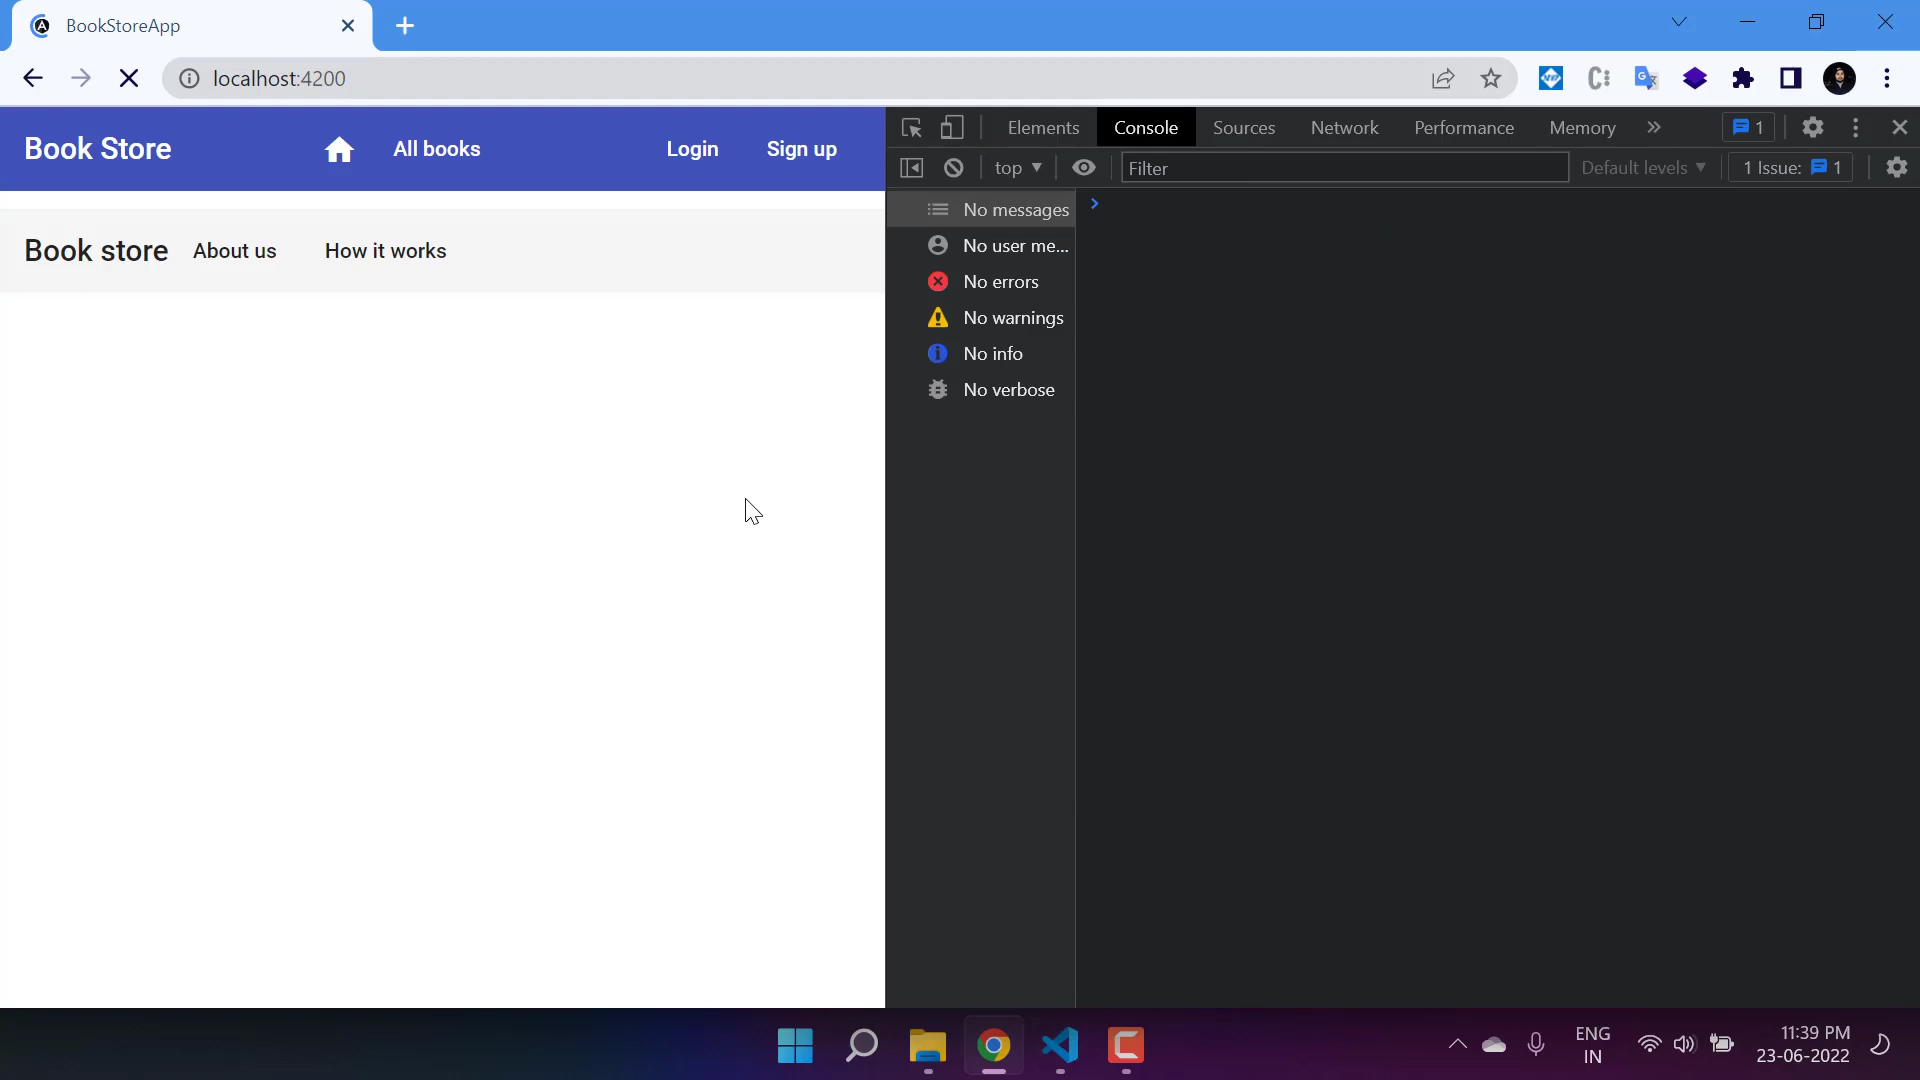 BookStoreApp
localhost:4200
Book Store All books Login Sign up
Book store About us How it works
Elements Console Sources Network Performance Memory 1
top Filter Default levels 1 Issue: 1
No messages
No user me...
No errors
No warnings
No info
No verbose
ENG
IN
11:39 PM
23-06-2022